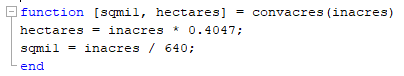 function [sqmil, hectares] = convacres(inacres)
hectares = inacres * 0.4047;
sqmil = inacres / 640;
end